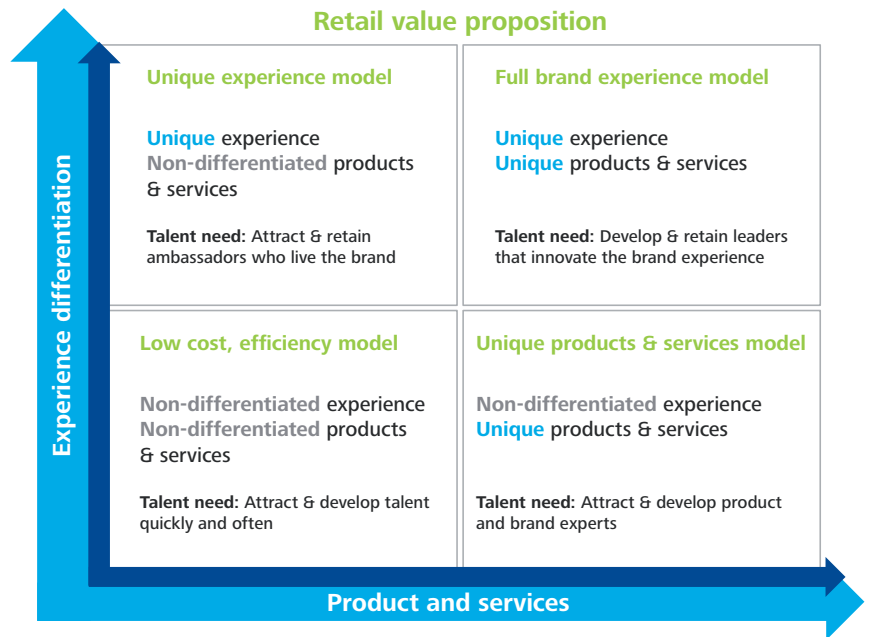 Retail value proposition
Experience differentiation
Unique experience model
Unique experience
Non-differentiated products
& services
Talent need: Attract & retain
ambassadors who live the brand
Full brand experience model
Unique experience
Unique products & services
Talent need: Develop & retain leaders
that innovate the brand experience
Low cost, efficiency model
Non-differentiated experience
Non-differentiated products
& services
Talent need: Attract & develop talent
quickly and often
Unique products & services model
Non-differentiated experience
Unique products & services
Talent need: Attract & develop product
and brand experts
Product and services